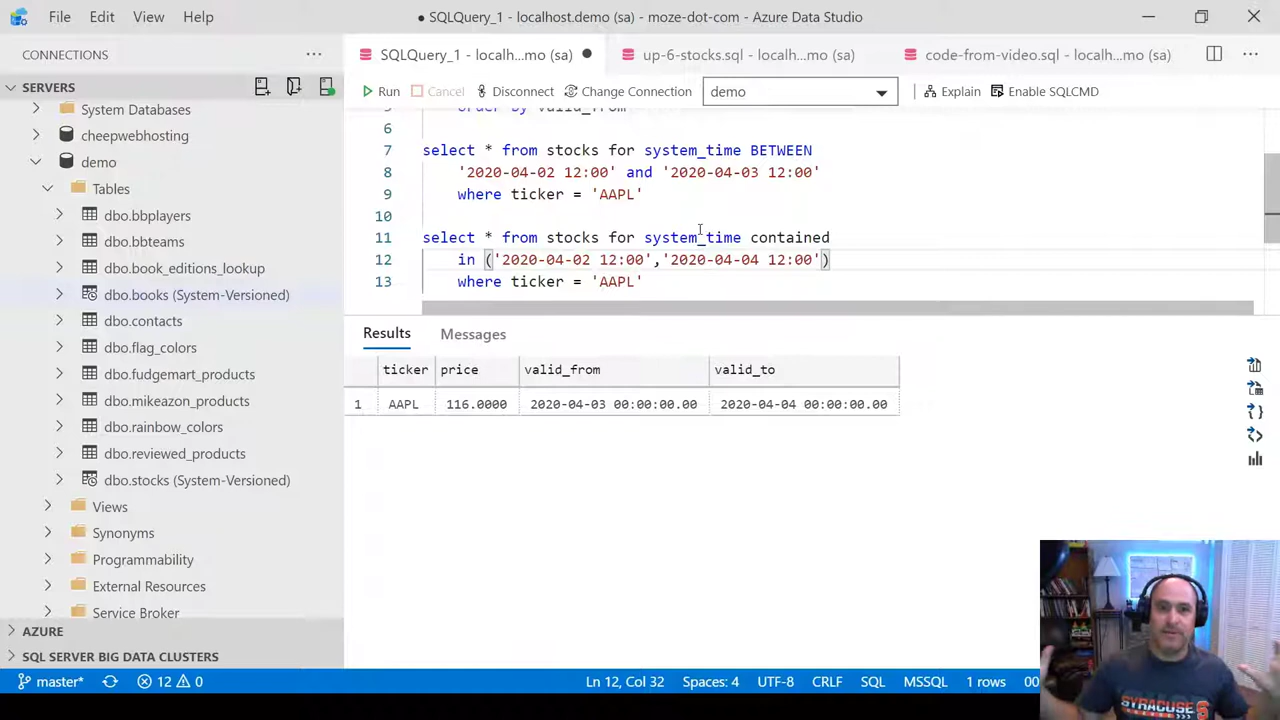 File Edit View Help
● SQLQuery_1 - localhost.demo (sa) - moze-dot-com - Azure Data Studio
CONNECTIONS
SQLQuery_1 - localh...mo (sa)
up-6-stocks.sql - localh...mo (sa)
code-from-video.sql - localh...mo (sa)
SERVERS
Run Cancel Disconnect Change Connection demo Explain Enable SQLCMD
System Databases
cheepwebhosting
demo
Tables
dbo.bbplayers
dbo.bbteams
dbo.book_editions_lookup
dbo.books (System-Versioned)
dbo.contacts
dbo.flag_colors
dbo.fudgemart_products
dbo.mikeazon_products
dbo.rainbow_colors
dbo.reviewed_products
dbo.stocks (System-Versioned)
Views
Synonyms
Programmability
External Resources
Service Broker
AZURE
SQL SERVER BIG DATA CLUSTERS
5 order by valid_from
6
7 select * from stocks for system_time BETWEEN
8 '2020-04-02 12:00' and '2020-04-03 12:00'
9 where ticker = 'AAPL'
10
11 select * from stocks for system_time contained
12 in ('2020-04-02 12:00','2020-04-04 12:00')
13 where ticker = 'AAPL'
Results Messages
ticker price valid_from valid_to
1 AAPL 116.0000 2020-04-03 00:00:00.00 2020-04-04 00:00:00.00
SYRACUSE
master* 12 0 Ln 12, Col 32 Spaces: 4 UTF-8 CRLF SQL MSSQL 1 rows 00